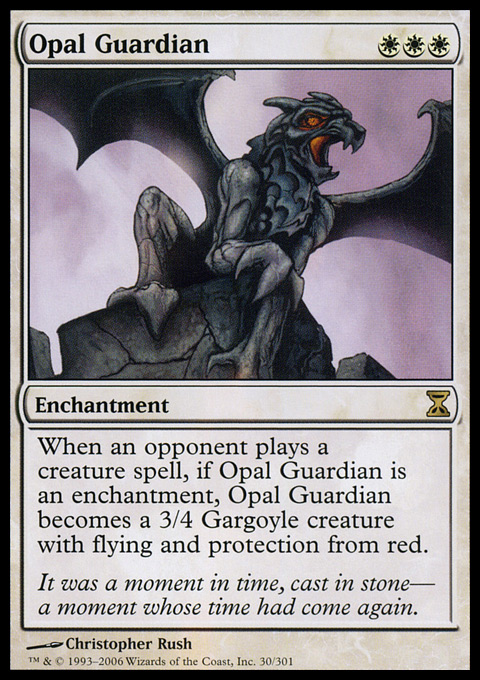 Opal Guardian
Enchantment
When an opponent plays a
creature spell, if Opal Guardian is
an enchantment, Opal Guardian
becomes a 3/4 Gargoyle creature
with flying and protection from red.
It was a moment in time, cast in stone—
a moment whose time had come again.
Christopher Rush
™ & © 1993–2006 Wizards of the Coast, Inc. 30/301